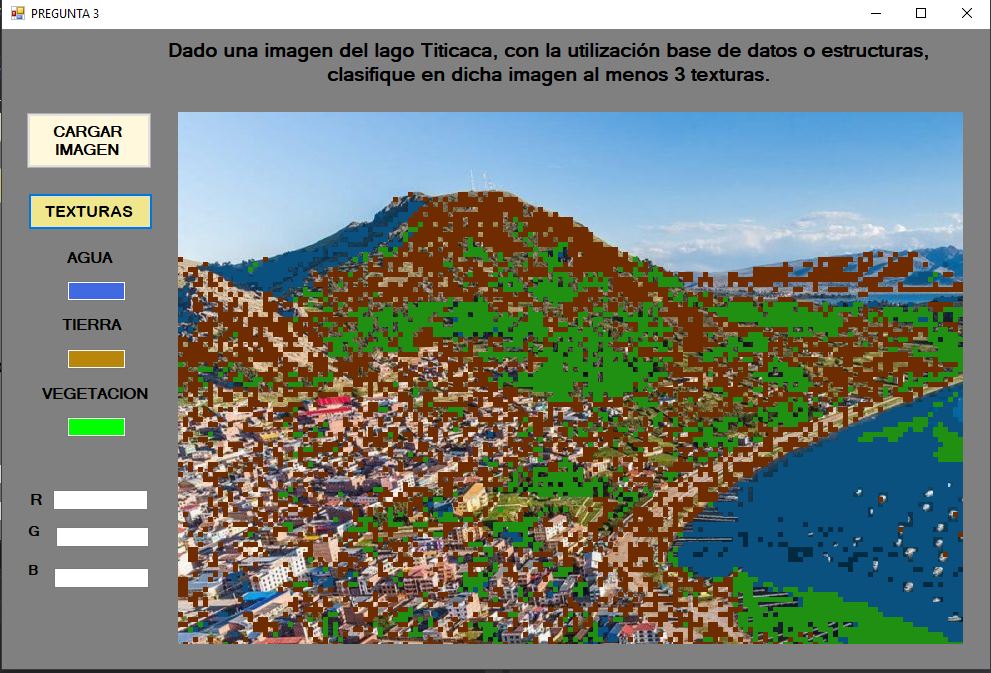 PREGUNTA 3
Dado una imagen del lago Titicaca, con la utilización base de datos o estructuras,
clasifique en dicha imagen al menos 3 texturas.
CARGAR
IMAGEN
TEXTURAS
AGUA
TIERRA
VEGETACION
R
G
B